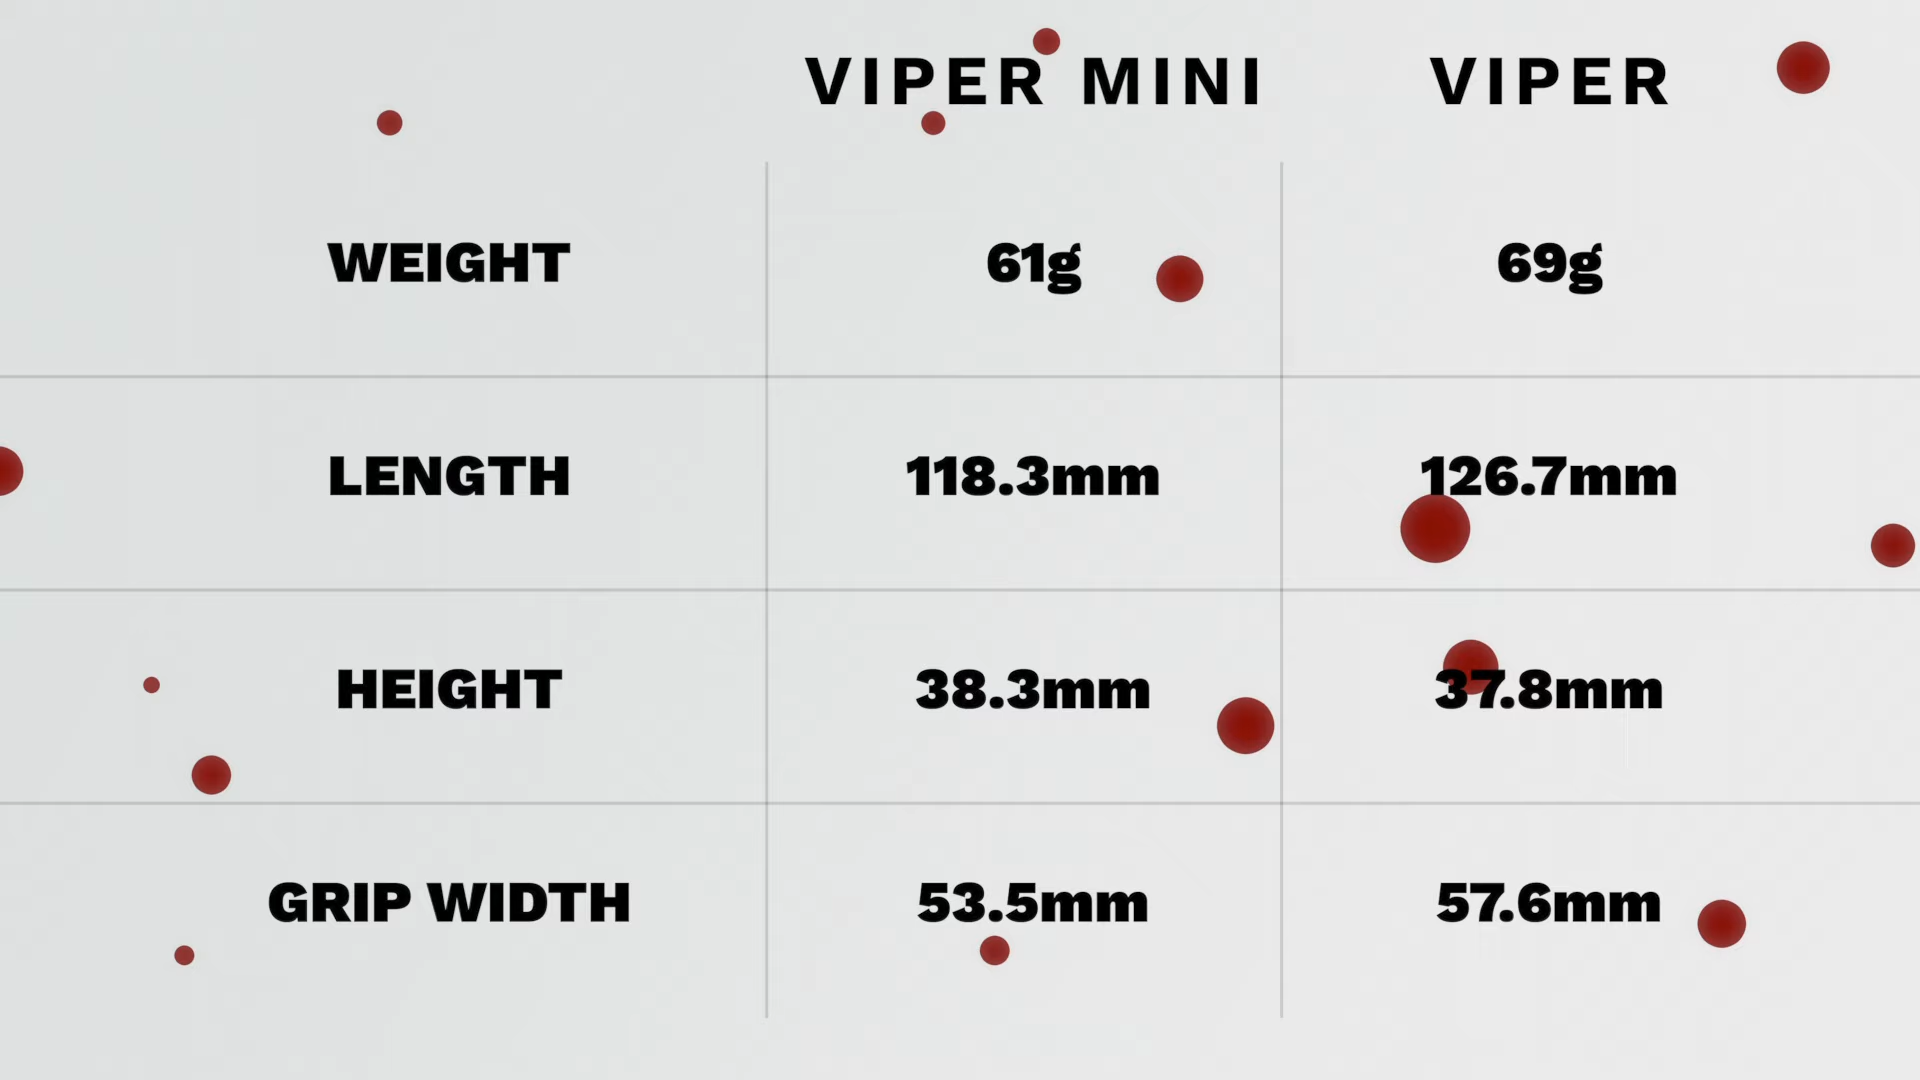 VIPER MINI VIPER
WEIGHT 61g 69g
LENGTH 118.3mm 126.7mm
HEIGHT 38.3mm 37.8mm
GRIP WIDTH 53.5mm 57.6mm